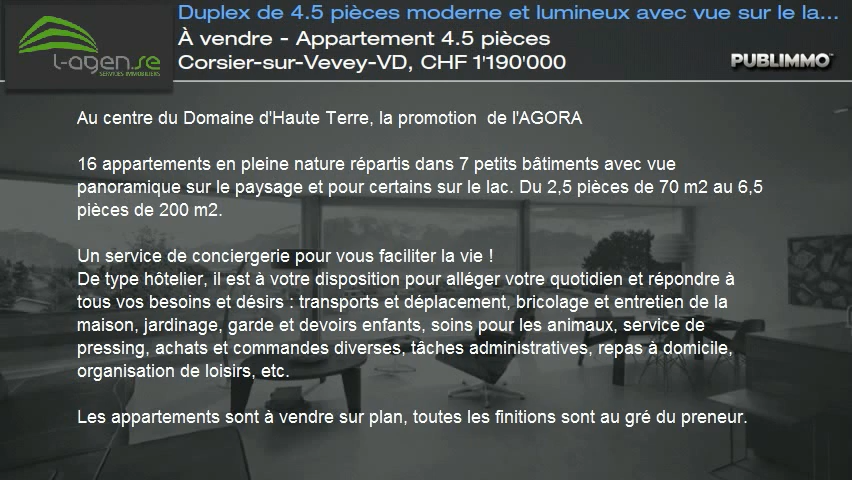 Duplex de 4.5 pièces moderne et lumineux avec vue sur le la...
l-agen.se
SERVICES IMMOBILIERS
À vendre - Appartement 4.5 pièces
Corsier-sur-Vevey-VD, CHF 1'190'000
PUBLIMMO
Au centre du Domaine d'Haute Terre, la promotion  de l'AGORA
16 appartements en pleine nature répartis dans 7 petits bâtiments avec vue
panoramique sur le paysage et pour certains sur le lac. Du 2,5 pièces de 70 m2 au 6,5
pièces de 200 m2.
Un service de conciergerie pour vous faciliter la vie !
De type hôtelier, il est à votre disposition pour alléger votre quotidien et répondre à
tous vos besoins et désirs : transports et déplacement, bricolage et entretien de la
maison, jardinage, garde et devoirs enfants, soins pour les animaux, service de
pressing, achats et commandes diverses, tâches administratives, repas à domicile,
organisation de loisirs, etc.
Les appartements sont à vendre sur plan, toutes les finitions sont au gré du preneur.